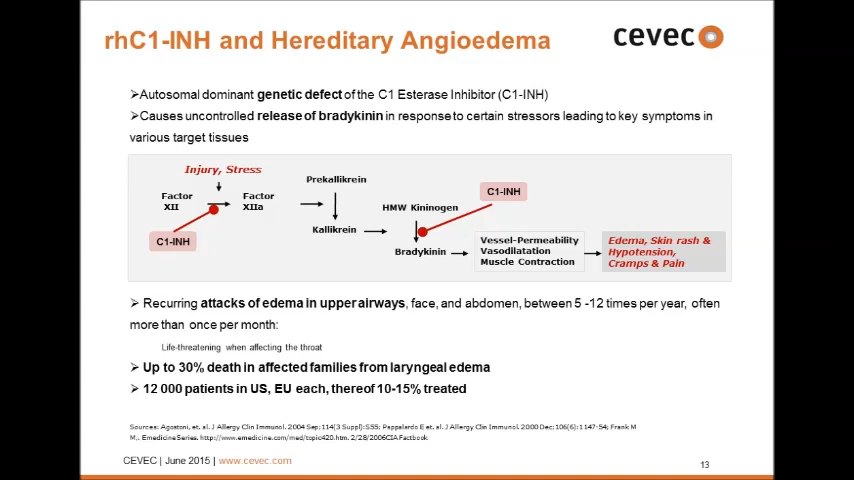 rhC1-INH and Hereditary Angioedema
cevec
➢Autosomal dominant genetic defect of the C1 Esterase Inhibitor (C1-INH)
➢Causes uncontrolled release of bradykinin in response to certain stressors leading to key symptoms in
various target tissues
Injury, Stress
Prekallikrein
C1-INH
Factor
XII
Factor
XIIa
HMW Kininogen
Kallikrein
C1-INH
Bradykinin
Vessel-Permeability
Vasodilatation
Muscle Contraction
Edema, Skin rash &
Hypotension,
Cramps & Pain
➢ Recurring attacks of edema in upper airways, face, and abdomen, between 5 -12 times per year, often
more than once per month:
Life-threatening when affecting the throat
➢ Up to 30% death in affected families from laryngeal edema
➢ 12 000 patients in US, EU each, thereof 10-15% treated
Sources: Agostoni, et. al. J Allergy Clin Immunol. 2004 Sep;114(3 Suppl):S55; Pappalardo E et. al. J Allergy Clin Immunol. 2000 Dec;106(6):1147-54; Frank M
M,. Emedicine Series. http://www.emedicine.com/med/topic420.htm. 2/28/2006CIA Factbook
CEVEC | June 2015 | www.cevec.com
13